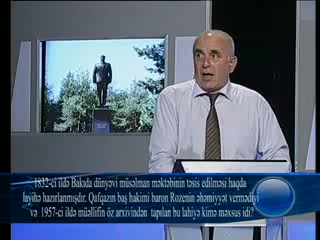 1832-ci ildə Bakıda dünyəvi müsəlman məktəbinin təsis edilməsi haqda
layihə hazırlanmışdır. Qafqazın baş hakimi baron Rozenin əhəmiyyət vermədiyi
və 1957-ci ildə müəllifin öz arxivindən tapılan bu lahiyə kimə məxsus idi?